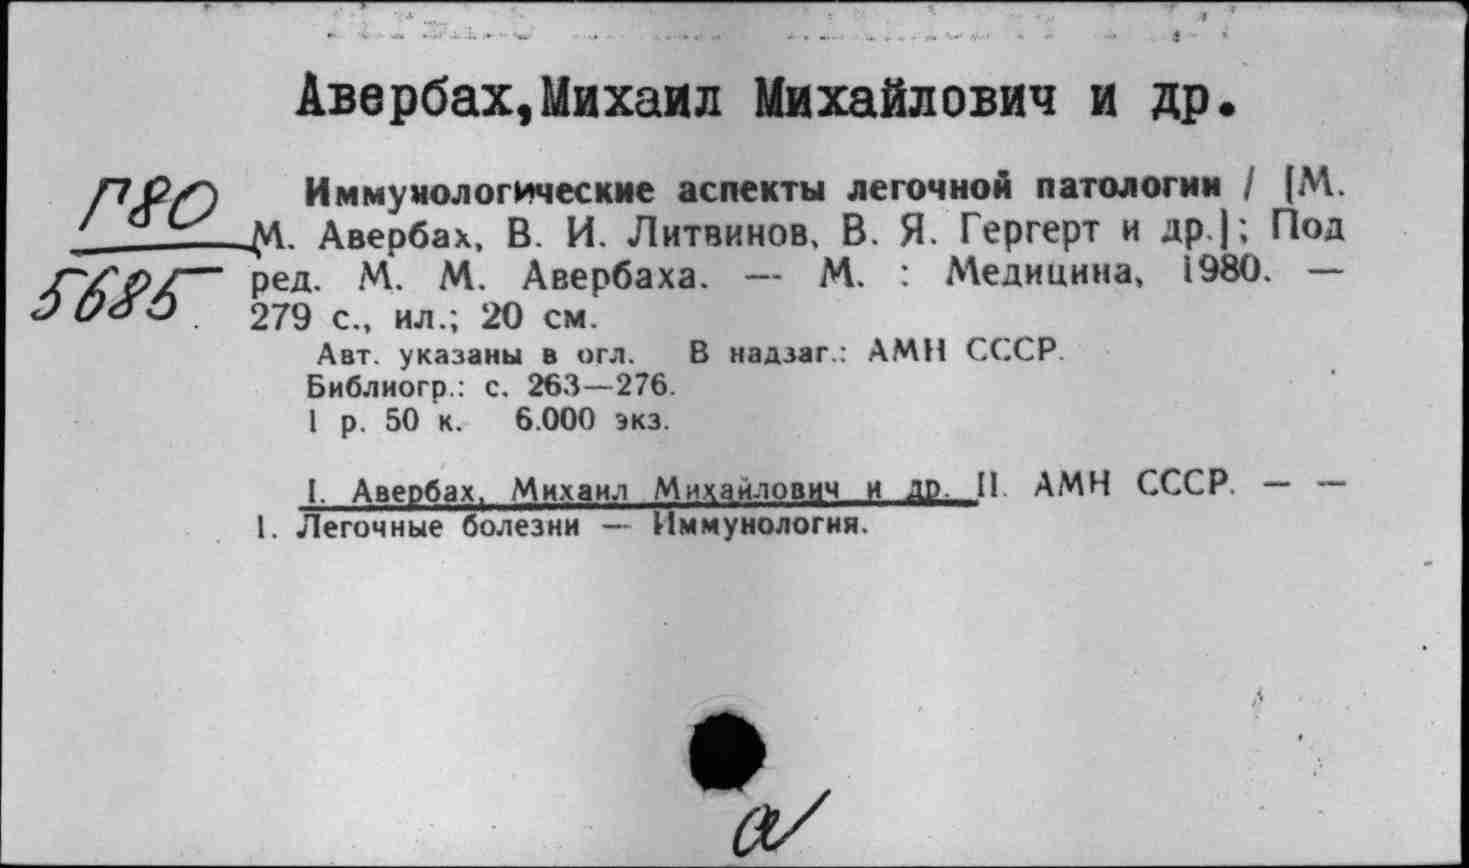 Авербах,Михаил Михайлович и др.
П80
5685
Иммунологические аспекты легочной патологии / [М.
М. Авербах, В. И. Литвинов, В. Я. Гергерт и др.]; Под
ред. М. М. Авербаха. — М. : Медицина, 1980. —
279 с., ил.; 20 см.
Авт. указаны в огл. В надзаг.: АМН СССР.
Библиогр.: с. 263—276.
1 р. 50 к. 6.000 экз.
I. Авербах, Михаил Михайлович и др. II. АМН СССР. — —
1. Легочные болезни — Иммунология.